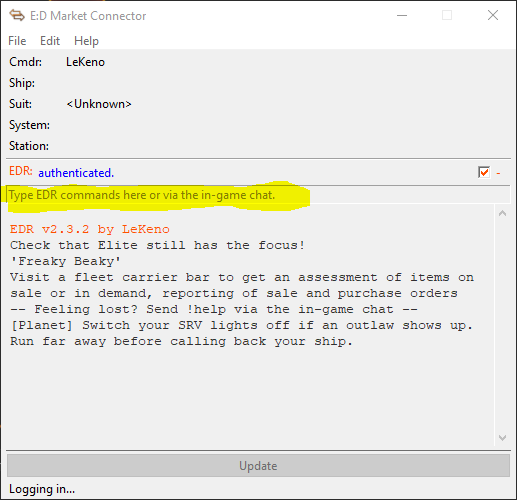 E:D Market Connector
File Edit Help
Cmdr: LeKeno
Ship:
Suit: <Unknown>
System:
Station:
EDR: authenticated. -
Type EDR commands here or via the in-game chat.
EDR v2.3.2 by LeKeno
Check that Elite still has the focus!
'Freaky Beaky'
Visit a fleet carrier bar to get an assessment of items on
sale or in demand, reporting of sale and purchase orders
-- Feeling lost? Send !help via the in-game chat --
[Planet] Switch your SRV lights off if an outlaw shows up.
Run far away before calling back your ship.
Update
Logging in...